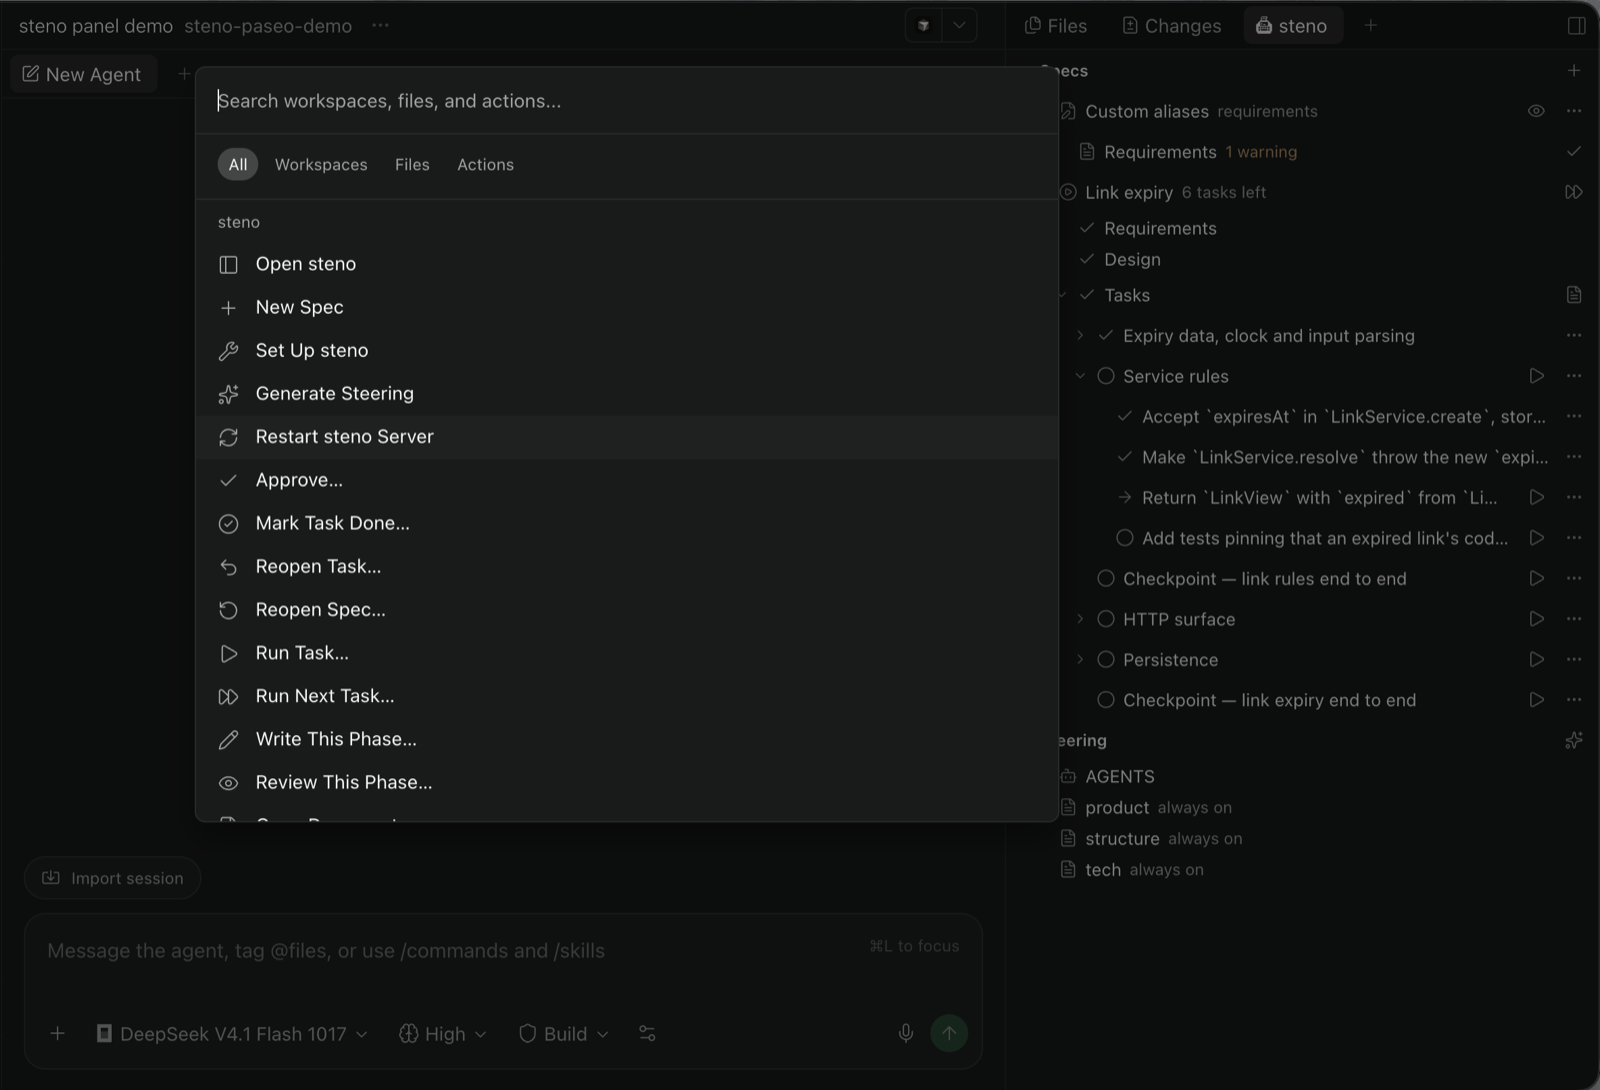 steno panel demo steno-paseo-demo ...
Files Changes steno
New Agent
Search workspaces, files, and actions...
All Workspaces Files Actions
steno
Open steno
New Spec
Set Up steno
Generate Steering
Restart steno Server
Approve...
Mark Task Done...
Reopen Task...
Reopen Spec...
Run Task...
Run Next Task...
Write This Phase...
Review This Phase...
Custom aliases requirements
Requirements 1 warning
Link expiry 6 tasks left
Requirements
Design
Tasks
Expiry data, clock and input parsing
Service rules
Accept `expiresAt` in `LinkService.create`, stor...
Make `LinkService.resolve` throw the new `expi...
Return `LinkView` with `expired` from `Li...
Add tests pinning that an expired link's cod...
Checkpoint — link rules end to end
HTTP surface
Persistence
Checkpoint — link expiry end to end
eering
AGENTS
product always on
structure always on
tech always on
Import session
Message the agent, tag @files, or use /commands and /skills
⌘L to focus
DeepSeek V4.1 Flash 1017 High Build